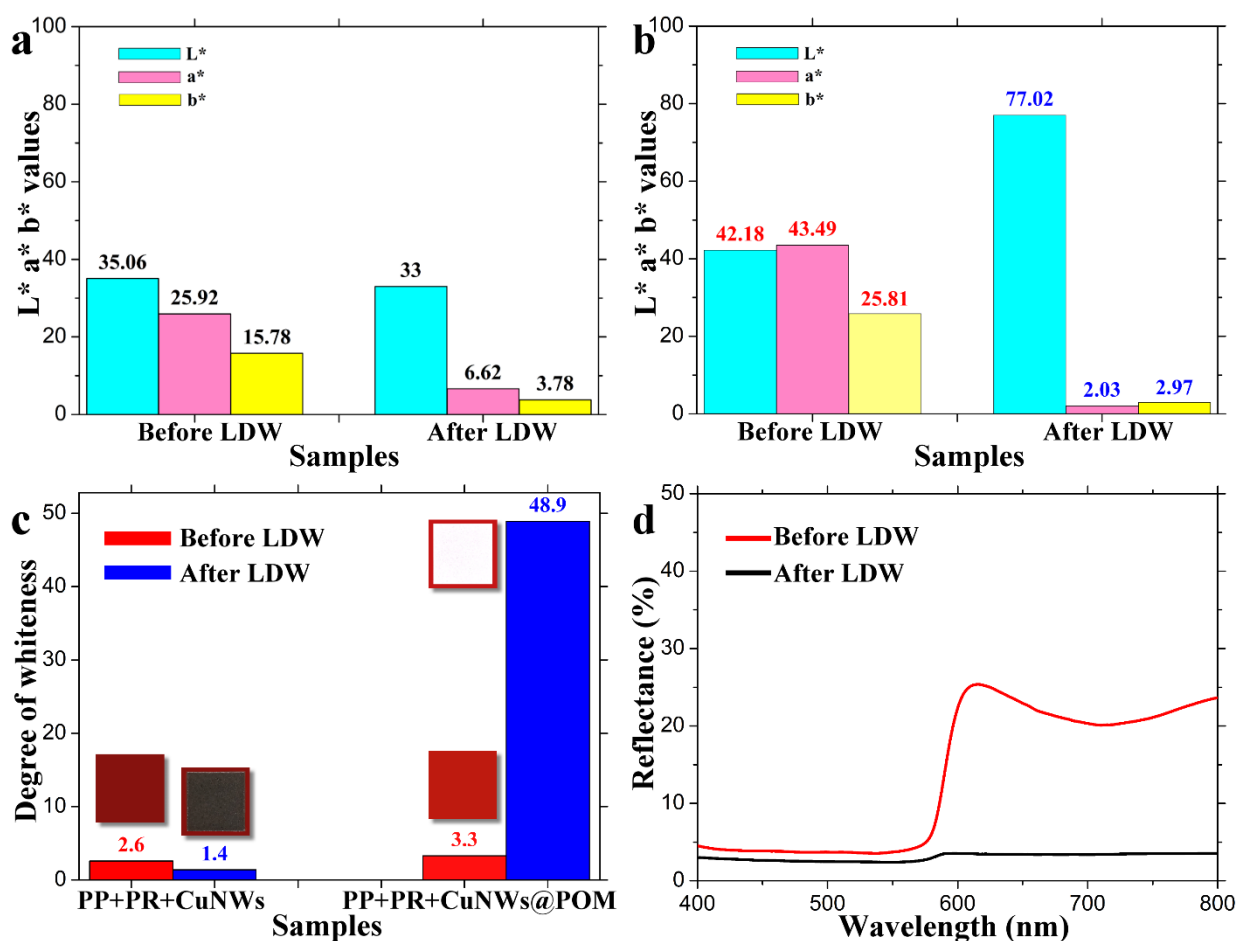 a
L*
a*
b*
L* a* b* values
100
80
60
40
20
0
35.06
25.92
15.78
33
6.62
3.78
Before LDW
After LDW
Samples
b
L*
a*
b*
L* a* b* values
100
80
60
40
20
0
42.18
43.49
25.81
77.02
2.03
2.97
Before LDW
After LDW
Samples
c
Before LDW
After LDW
Degree of whiteness
50
40
30
20
10
0
2.6
1.4
3.3
48.9
PP+PR+CuNWs
PP+PR+CuNWs@POM
Samples
d
Before LDW
After LDW
Reflectance (%)
50
40
30
20
10
0
400
500
600
700
800
Wavelength (nm)